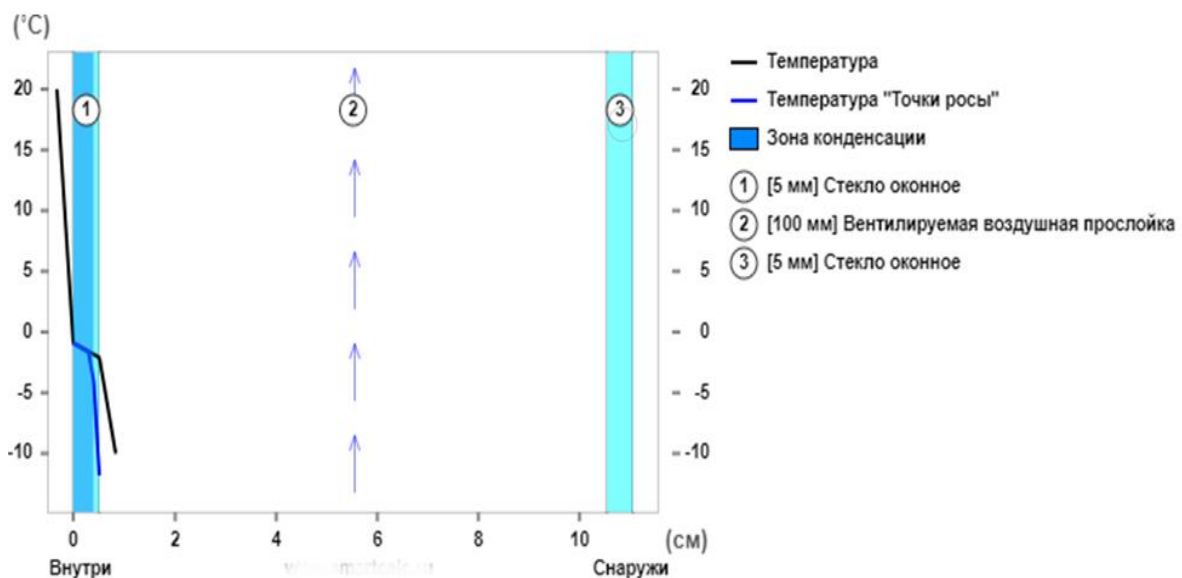 (°C)
20
15
10
5
0
-5
-10
20
15
10
5
0
-5
-10
1
2
3
0 2 4 6 8 10 (см)
Внутри
Снаружи
Температура
Температура "Точки росы"
Зона конденсации
1 [5 мм] Стекло оконное
2 [100 мм] Вентилируемая воздушная прослойка
3 [5 мм] Стекло оконное